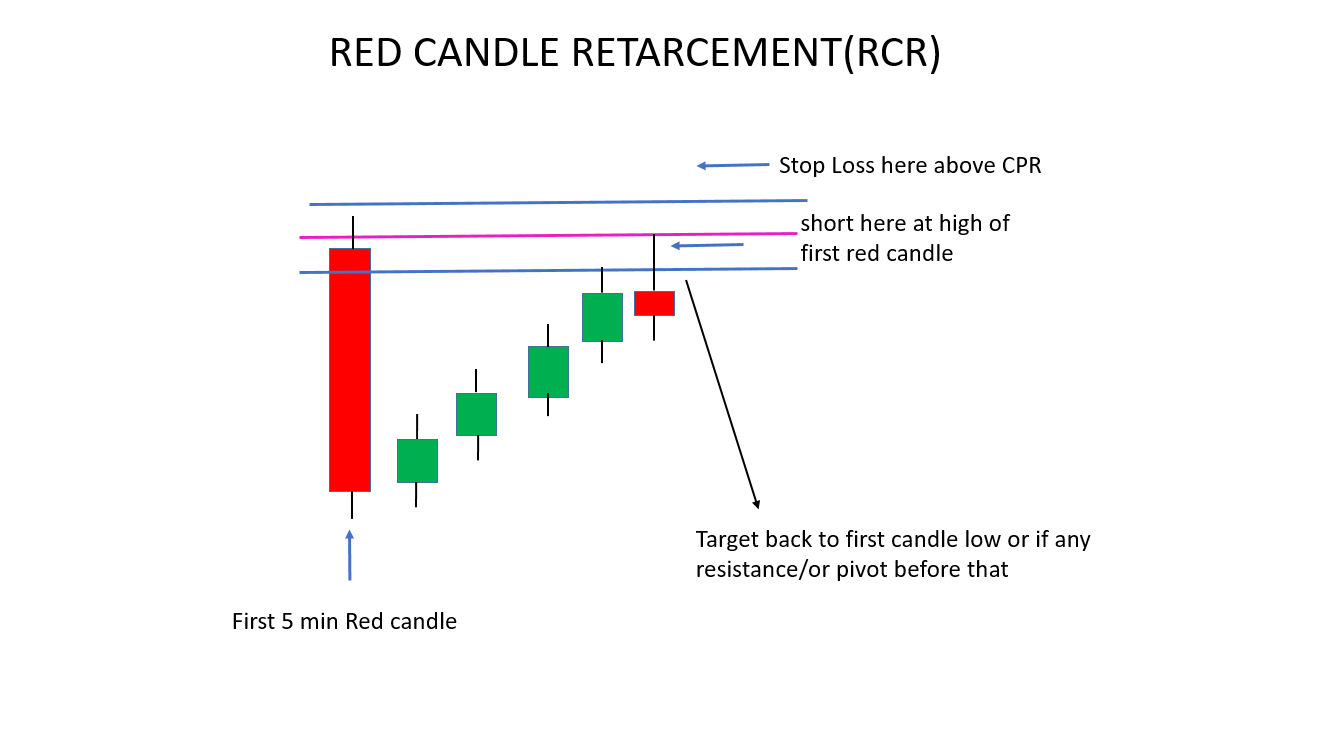 RED CANDLE RETARCEMENT(RCR)
Stop Loss here above CPR
short here at high of
first red candle
Target back to first candle low or if any
resistance/or pivot before that
First 5 min Red candle